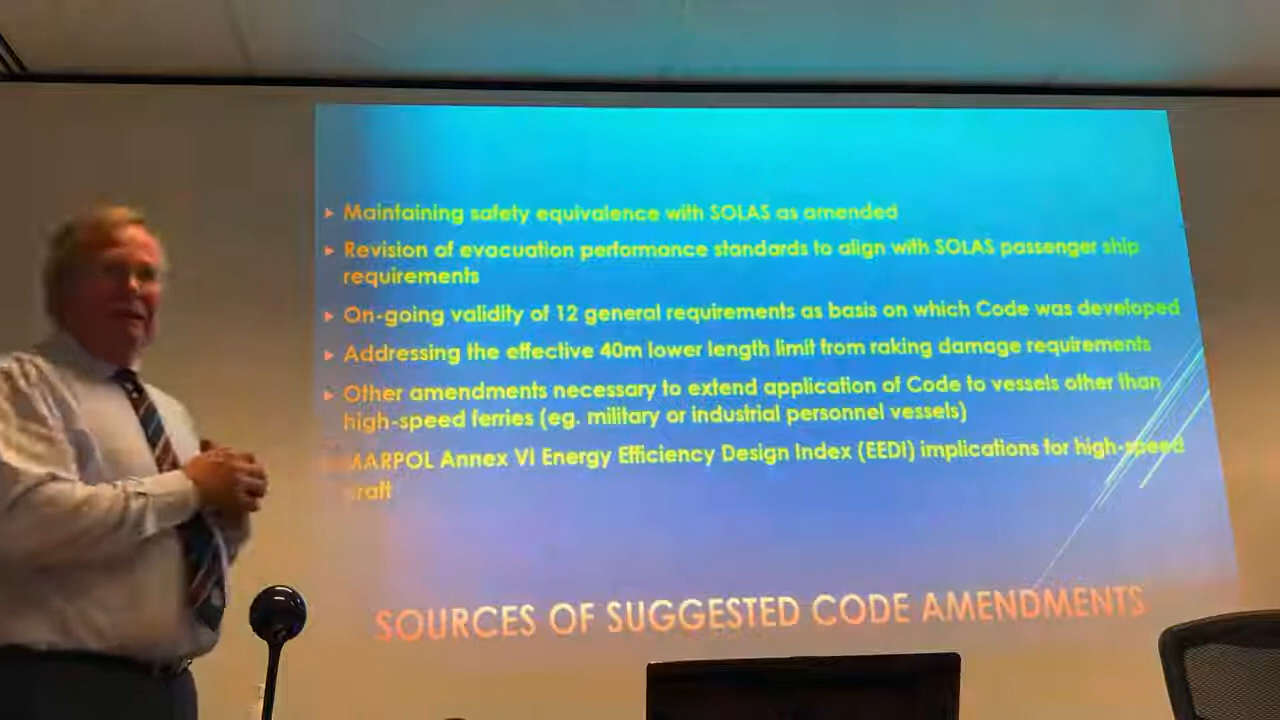 Maintaining safety equivalence with SOLAS as amended
Revision of evacuation performance standards to align with SOLAS passenger ship
requirements
On-going validity of 12 general requirements as basis on which Code was developed
Addressing the effective 40m lower length limit from raking damage requirements
Other amendments necessary to extend application of Code to vessels other than
high-speed ferries (eg. military or industrial personnel vessels)
MARPOL Annex VI Energy Efficiency Design Index (EEDI) implications for high-speed
craft
SOURCES OF SUGGESTED CODE AMENDMENTS